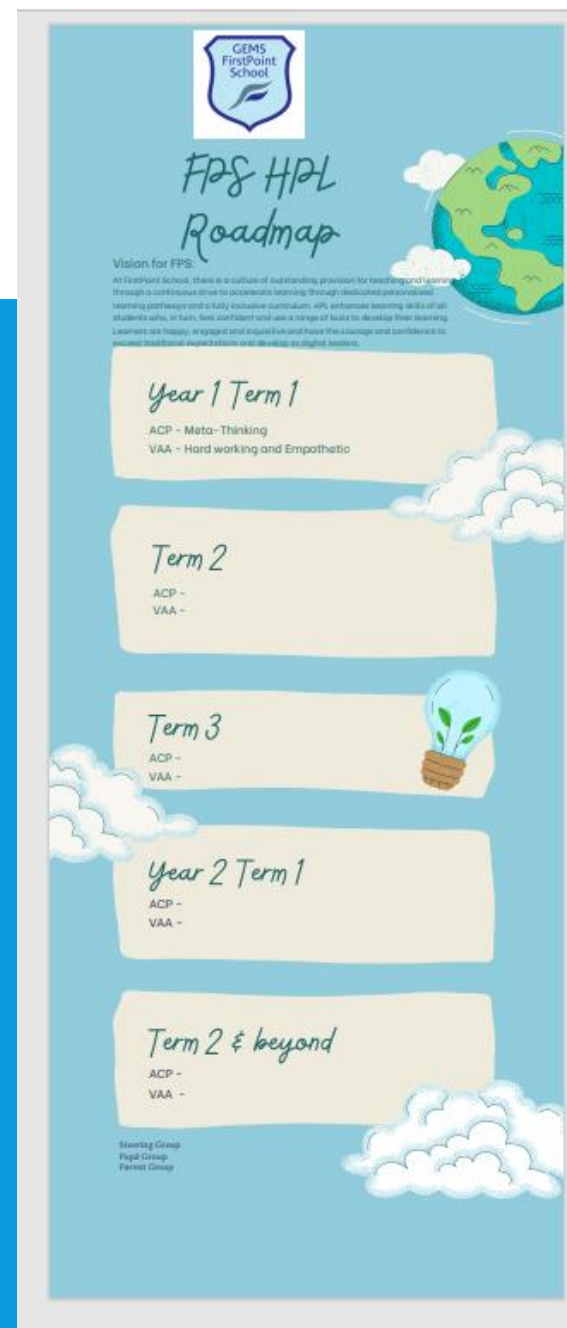 GEMS
FirstPoint
School
FPS HPL
Roadmap
Vision for FPS:
At FirstPoint School, there is a culture of outstanding provision for teaching and learning
through a continuous drive to accelerate learning through dedicated personalised
learning pathways and a fully inclusive curriculum. HPL enhances learning skills of all
students who, in turn, feel confident and use a range of tools to develop their learning.
Learners are happy, engaged and inquisitive and have the courage and confidence to
exceed traditional expectations and develop as digital leaders.
Year 1 Term 1
ACP - Meta-Thinking
VAA - Hard working and Empathetic
Term 2
ACP -
VAA -
Term 3
ACP -
VAA -
Year 2 Term 1
ACP -
VAA -
Term 2 & beyond
ACP -
VAA -
Steering Group
Pupil Group
Parent Group